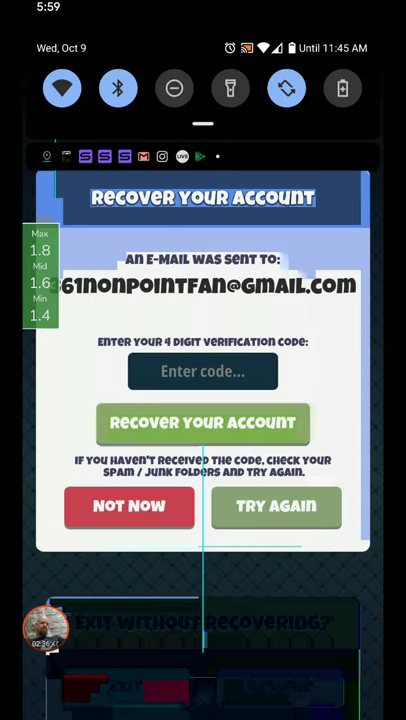 5:59
Wed, Oct 9
Until 11:45 AM
LIVE
RECOVER YOUR ACCOUNT
Max
1.8
Mid
1.6
Min
1.4
AN E-MAIL WAS SENT TO:
361NONPOINTFAN@GMAIL.COM
ENTER YOUR 4 DIGIT VERIFICATION CODE:
Enter code...
RECOVER YOUR ACCOUNT
IF YOU HAVEN'T RECEIVED THE CODE, CHECK YOUR
SPAM / JUNK FOLDERS AND TRY AGAIN.
NOT NOW
TRY AGAIN
EXIT WITHOUT RECOVERING?
EXIT